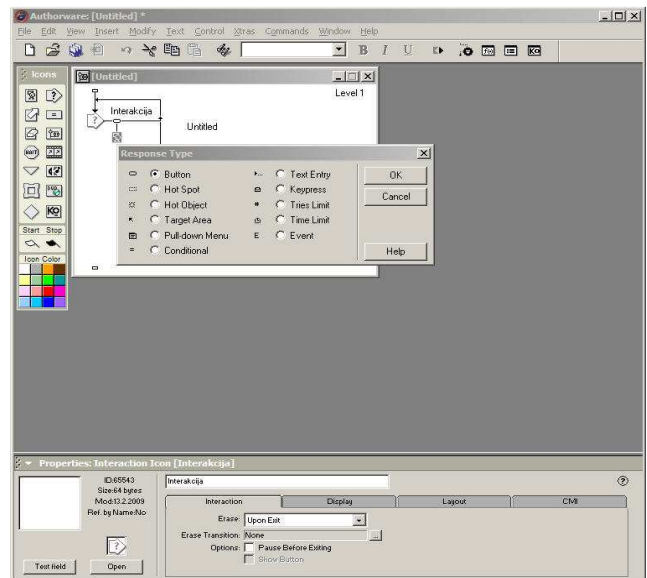 Authorware: [Untitled] *
File Edit View Insert Modify Text Control Xtras Commands Window Help
B I U
Icons
[Untitled]
Level 1
Interakcija
Untitled
WAIT
Start Stop
Icon Color
Response Type
Button
Hot Spot
Hot Object
Target Area
Pull-down Menu
= Conditional
Text Entry
Keypress
* Tries Limit
Time Limit
E Event
OK
Cancel
Help
Properties: Interaction Icon [Interakcija]
ID:65543
Size:64 bytes
Mod:13.2.2009
Ref. by Name:No
Text field
Open
Interakcija
Interaction Display Layout CMI
Erase: Upon Exit
Erase Transition: None ...
Options: Pause Before Exiting
Show Button